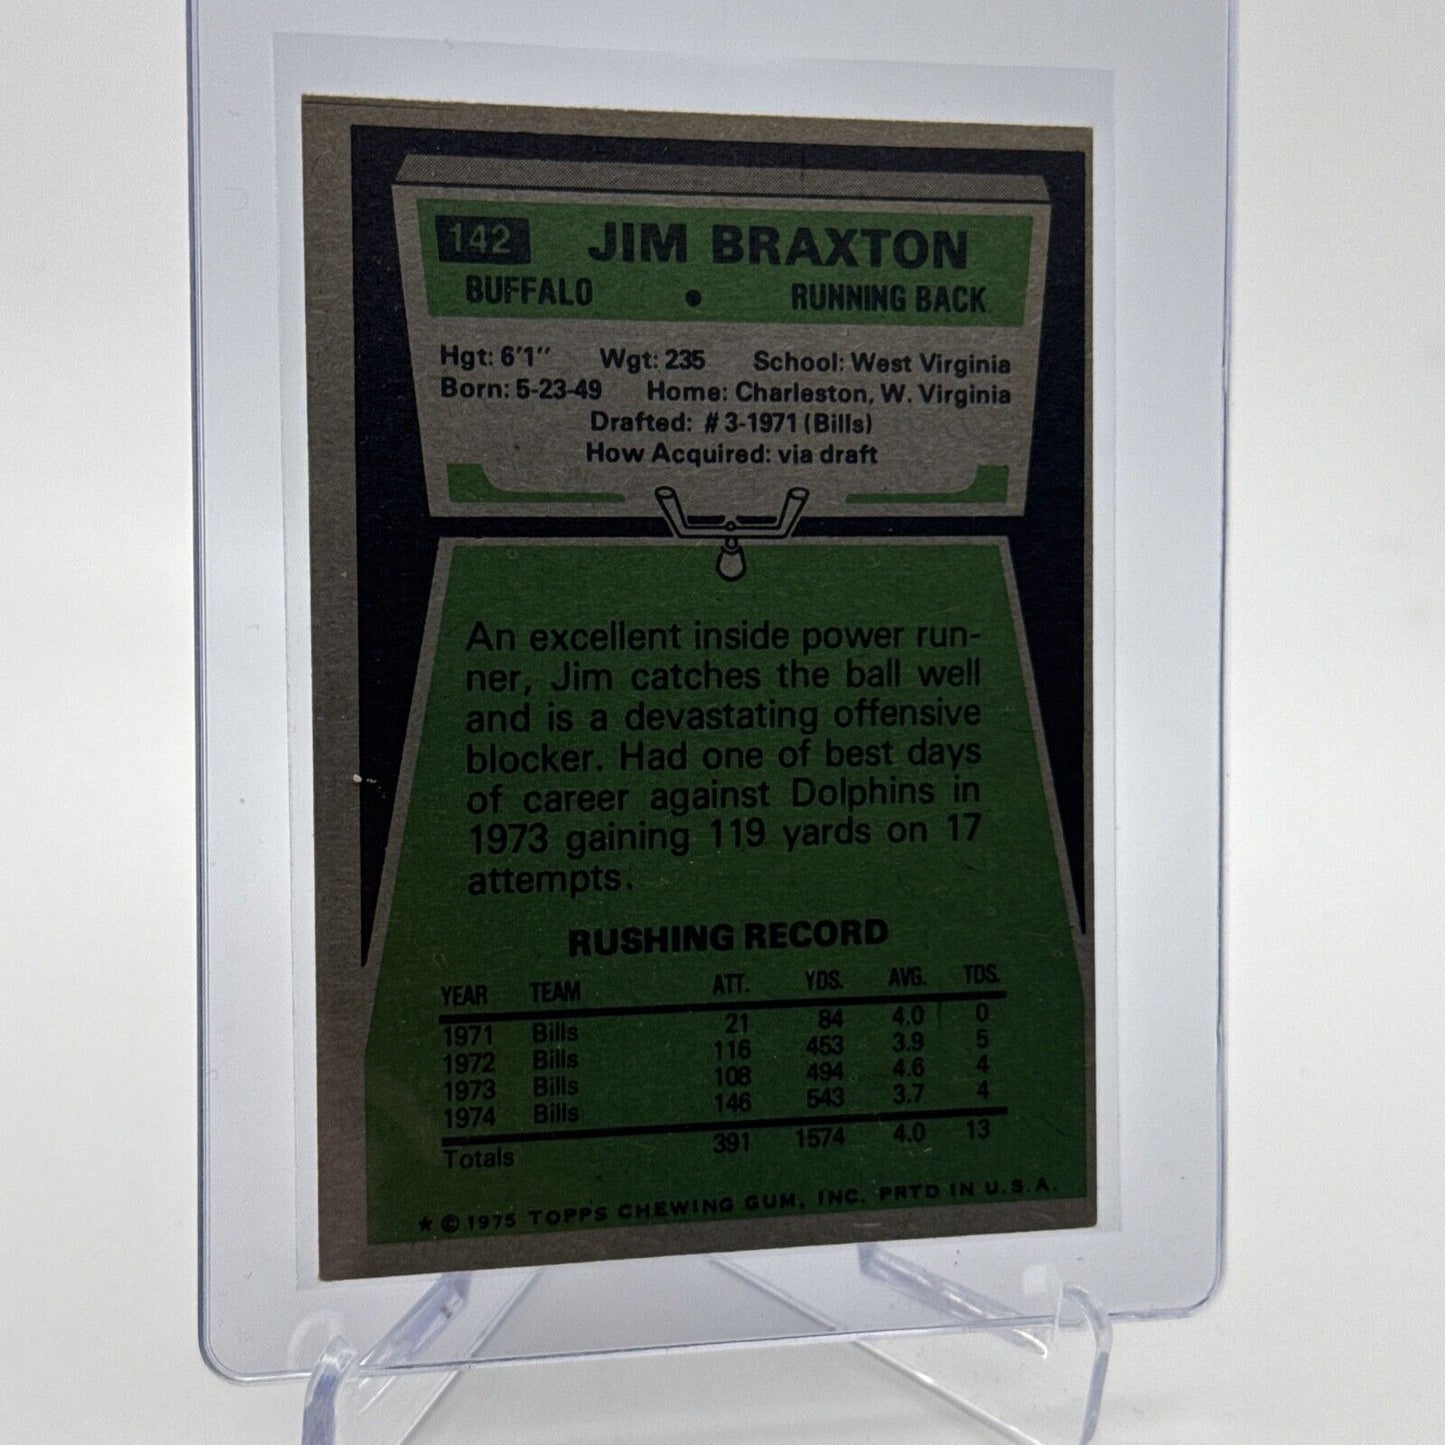 142 JIM BRAXTON
BUFFALO • RUNNING BACK
Hgt: 6'1" Wgt: 235 School: West Virginia
Born: 5-23-49 Home: Charleston, W. Virginia
Drafted: #3-1971 (Bills)
How Acquired: via draft
An excellent inside power run-
ner, Jim catches the ball well
and is a devastating offensive
blocker. Had one of best days
of career against Dolphins in
1973 gaining 119 yards on 17
attempts.
RUSHING RECORD
YEAR TEAM ATT. YDS. AVG. TDS.
1971 Bills 21 84 4.0 0
1972 Bills 116 453 3.9 5
1973 Bills 108 494 4.6 4
1974 Bills 146 543 3.7 4
Totals 391 1574 4.0 13
★ © 1975 TOPPS CHEWING GUM, INC. PRTD IN U.S.A.